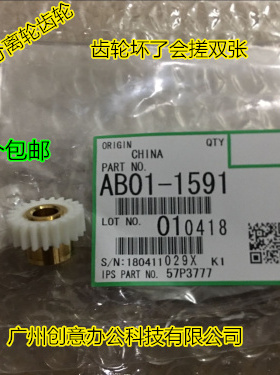 分离轮齿轮
齿轮坏了会搓双张
包邮
ORIGIN
QTY
CHINA
PART NO.
AB01-1591
LOT NO.
010418
S/N:180411029X K1
IPS PART NO. 57P3777
广州创意办公科技有限公司